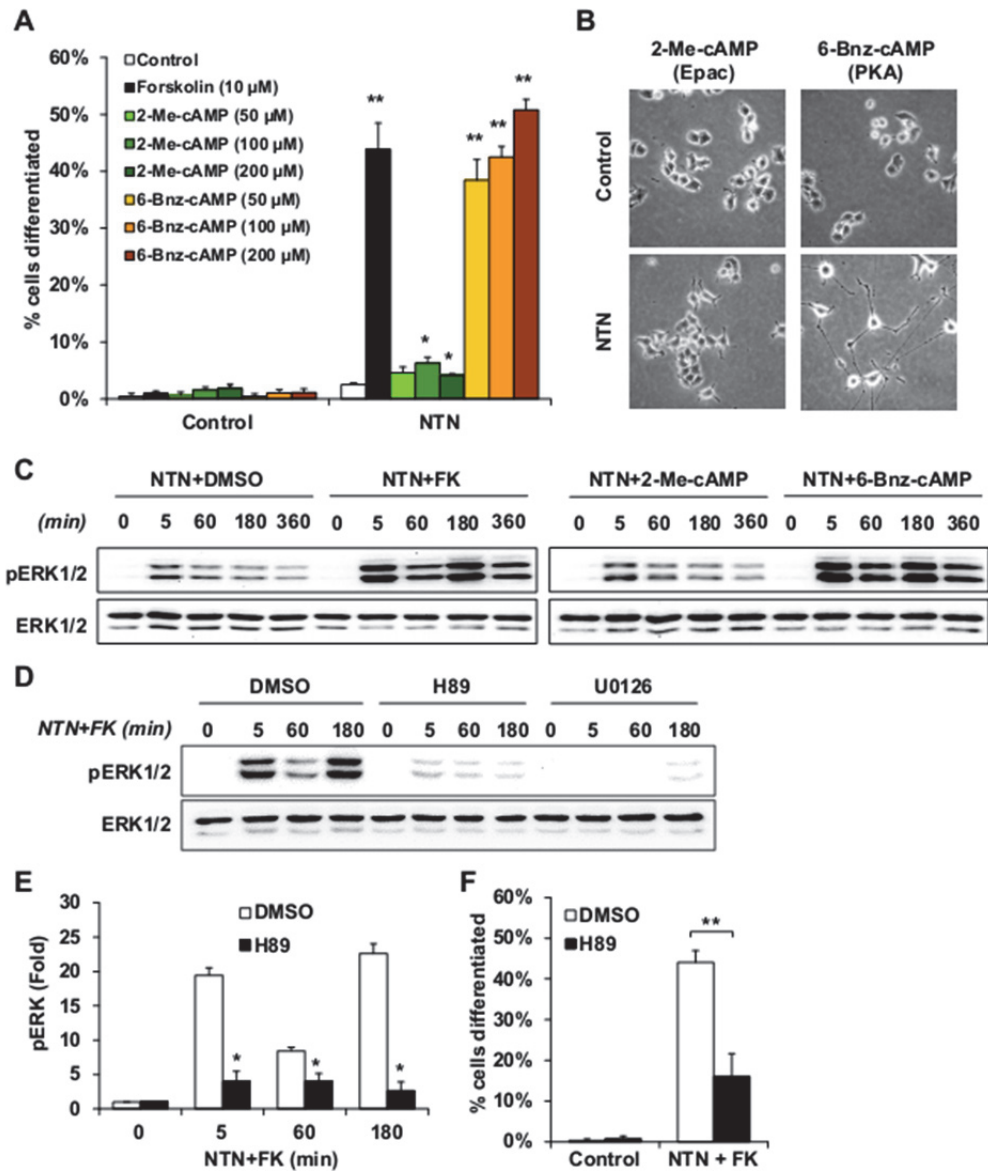 A
60%
50%
40%
30%
20%
10%
0%
% cells differentiated
Control
Forskolin (10 µM)
2-Me-cAMP (50 µM)
2-Me-cAMP (100 µM)
2-Me-cAMP (200 µM)
6-Bnz-cAMP (50 µM)
6-Bnz-cAMP (100 µM)
6-Bnz-cAMP (200 µM)
**
*
*
**
**
**
Control
NTN
B
2-Me-cAMP
(Epac)
6-Bnz-cAMP
(PKA)
Control
NTN
C
NTN+DMSO NTN+FK NTN+2-Me-cAMP NTN+6-Bnz-cAMP
(min) 0 5 60 180 360 0 5 60 180 360 0 5 60 180 360 0 5 60 180 360
pERK1/2
ERK1/2
D
DMSO H89 U0126
NTN+FK (min) 0 5 60 180 0 5 60 180 0 5 60 180
pERK1/2
ERK1/2
E
30
25
20
15
10
5
0
pERK (Fold)
DMSO
H89
*
*
*
0 5 60 180
NTN+FK (min)
F
60%
50%
40%
30%
20%
10%
0%
% cells differentiated
DMSO
H89
**
Control NTN + FK